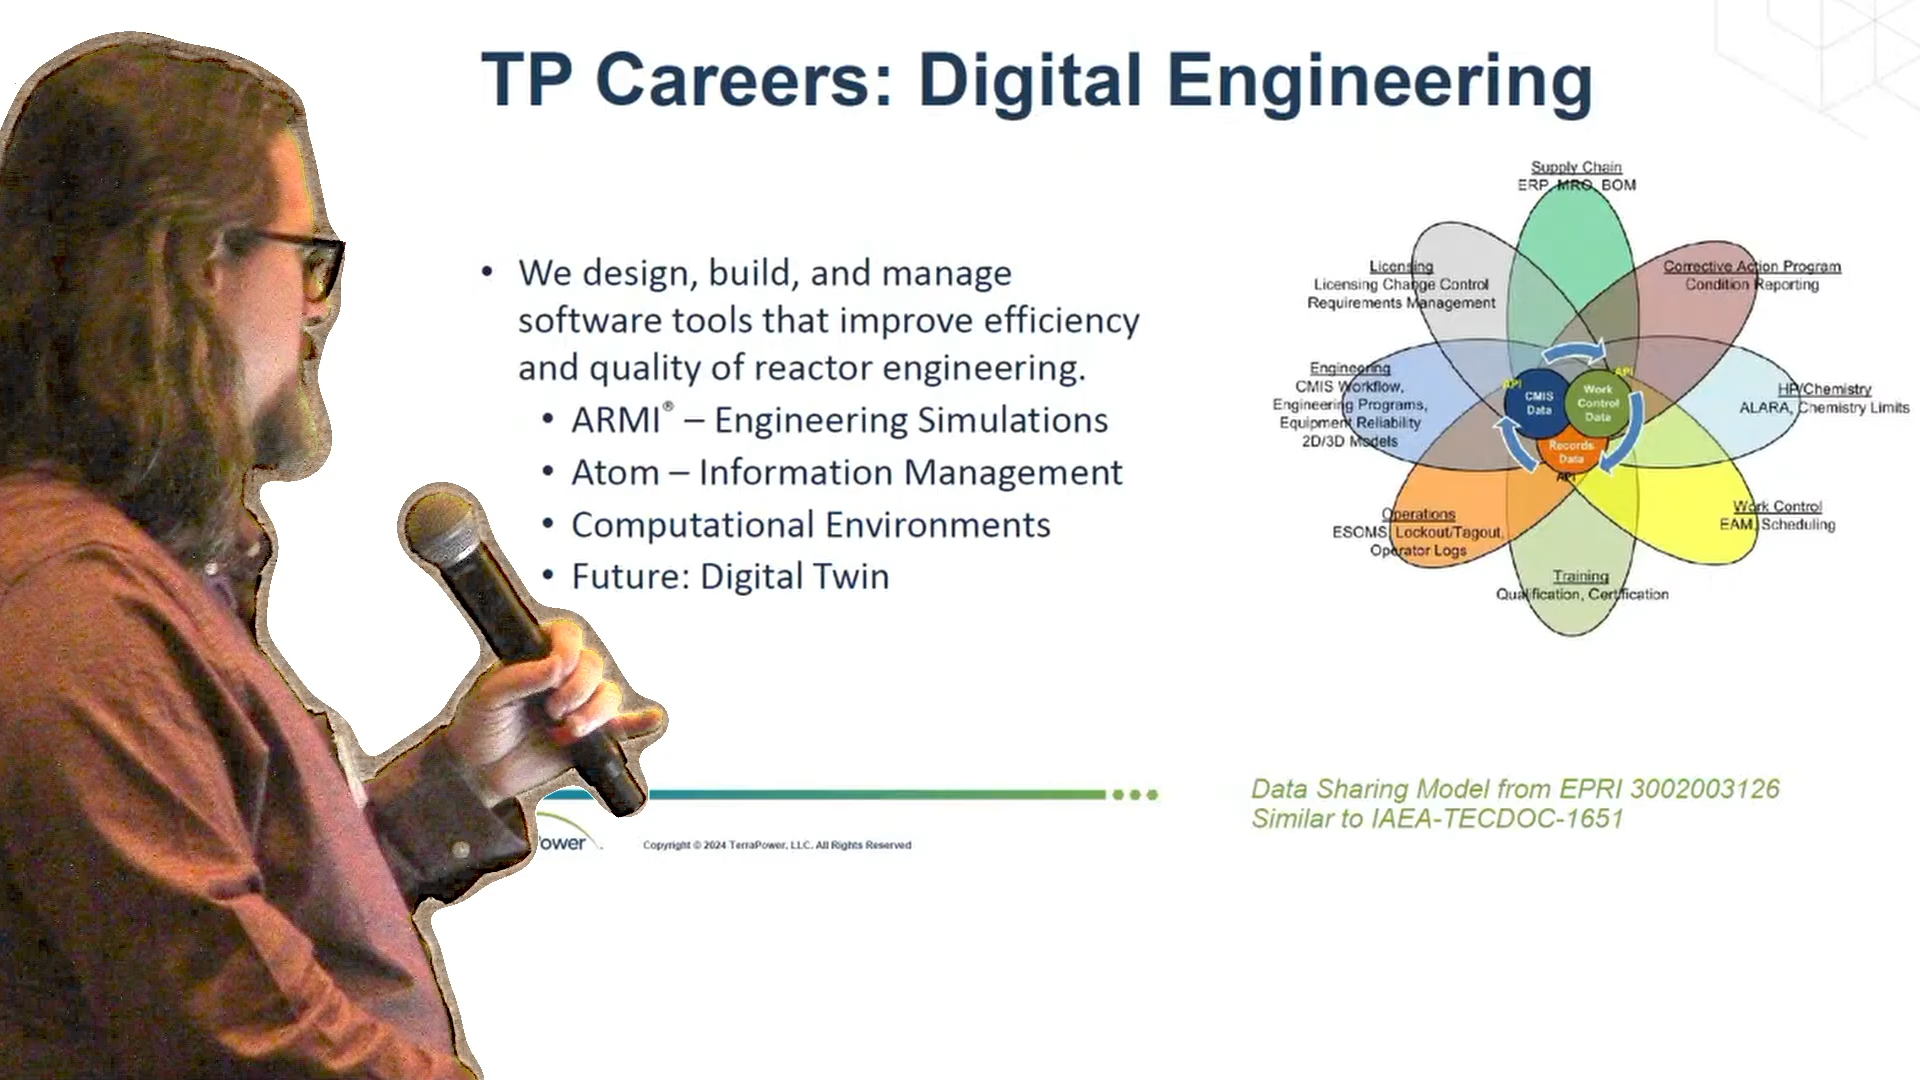 TP Careers: Digital Engineering
• We design, build, and manage
software tools that improve efficiency
and quality of reactor engineering.
• ARMI® – Engineering Simulations
• Atom – Information Management
• Computational Environments
• Future: Digital Twin
Supply Chain
ERP, MRO, BOM
Corrective Action Program
Condition Reporting
Licensing
Licensing Change Control
Requirements Management
Engineering
CMIS Workflow,
Engineering Programs,
Equipment Reliability
2D/3D Models
HP/Chemistry
ALARA, Chemistry Limits
API
API
CMIS
Data
Work
Control
Data
Records
Data
API
Operations
ESOMS, Lockout/Tagout,
Operator Logs
Work Control
EAM, Scheduling
Training
Qualification, Certification
Data Sharing Model from EPRI 3002003126
Similar to IAEA-TECDOC-1651
ower
Copyright © 2024 TerraPower, LLC. All Rights Reserved